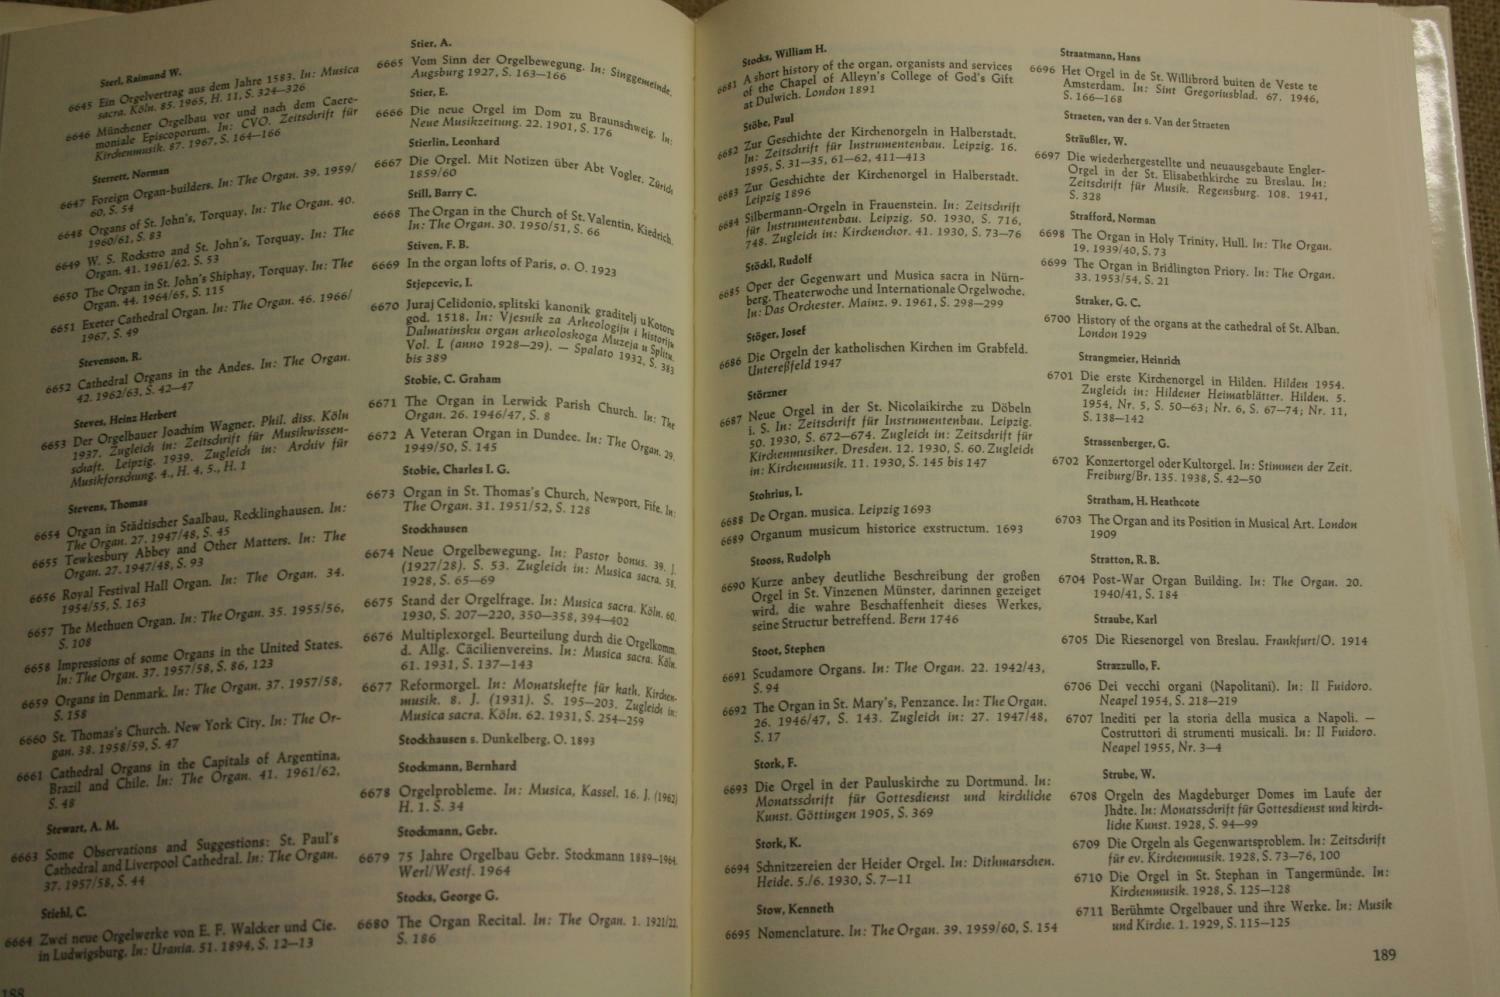 Sterl, Raimund W.
6645 Ein Orgelvertrag aus dem Jahre 1583. In: Musica
sacra. Köln. 85. 1965, H. 11, S. 324—326
6646 Münchener Orgelbau vor und nach dem Caere-
moniale Episcoporum. In: CVO. Zeitschrift für
Kirchenmusik. 87. 1967, S. 164—166
Sterrett, Norman
6647 Foreign Organ-builders. In: The Organ. 39. 1959/
60, S. 54
6648 Organs of St. John's, Torquay. In: The Organ. 40.
1960/61, S. 83
6649 W. S. Rockstro and St. John's, Torquay. In: The
Organ. 41. 1961/62. S. 53
6650 The Organ in St. John's Shiphay, Torquay. In: The
Organ. 44. 1964/65, S. 115
6651 Exeter Cathedral Organ. In: The Organ. 46. 1966/
1967, S. 49
Stevenson, R.
6652 Cathedral Organs in the Andes. In: The Organ.
42. 1962/63, S. 42—47
Steves, Heinz Herbert
6653 Der Orgelbauer Joachim Wagner. Phil. diss. Köln
1937. Zugleich in: Zeitschrift für Musikwissen-
schaft. Leipzig. 1939. Zugleich in: Archiv für
Musikforschung. 4., H. 4, 5., H. 1
Stevens, Thomas
6654 Organ in Städtischer Saalbau, Recklinghausen. In:
The Organ. 27. 1947/48, S. 45
6655 Tewkesbury Abbey and Other Matters. In: The
Organ. 27. 1947/48, S. 93
6656 Royal Festival Hall Organ. In: The Organ. 34.
1954/55, S. 163
6657 The Methuen Organ. In: The Organ. 35. 1955/56,
S. 108
6658 Impressions of some Organs in the United States.
In: The Organ. 37. 1957/58, S. 86, 123
6659 Organs in Denmark. In: The Organ. 37. 1957/58,
S. 158
6660 St. Thomas's Church. New York City. In: The Or-
gan. 38. 1958/59, S. 47
6661 Cathedral Organs in the Capitals of Argentina,
Brazil and Chile. In: The Organ. 41. 1961/62,
S. 48
Stewart, A. M.
6663 Some Observations and Suggestions: St. Paul's
Cathedral and Liverpool Cathedral. In: The Organ.
37. 1957/58, S. 44
Stiehl, C.
6664 Zwei neue Orgelwerke von E. F. Walcker und Cie.
in Ludwigsburg. In: Urania. 51. 1894, S. 12—13
188
Stier, A.
6665 Vom Sinn der Orgelbewegung. In: Singgemeinde.
Augsburg 1927, S. 163—166
Stier, E.
6666 Die neue Orgel im Dom zu Braunschweig. In:
Neue Musikzeitung. 22. 1901, S. 176
Stierlin, Leonhard
6667 Die Orgel. Mit Notizen über Abt Vogler. Zürich
1859/60
Still, Barry C.
6668 The Organ in the Church of St. Valentin, Kiedrich.
In: The Organ. 30. 1950/51, S. 66
Stiven, F. B.
6669 In the organ lofts of Paris, o. O. 1923
Stjepcevic, I.
6670 Juraj Celidonio, splitski kanonik graditelj u Kotoru
god. 1518. In: Vjesnik za Arheologiju i historiju
Dalmatinsku organ arheoloskoga Muzeja u Splitu.
Vol. L (anno 1928—29). — Spalato 1932, S. 383
bis 389
Stobie, C. Graham
6671 The Organ in Lerwick Parish Church. In: The
Organ. 26. 1946/47, S. 8
6672 A Veteran Organ in Dundee. In: The Organ. 29.
1949/50, S. 145
Stobie, Charles I. G.
6673 Organ in St. Thomas's Church, Newport, Fife. In:
The Organ. 31. 1951/52, S. 128
Stockhausen
6674 Neue Orgelbewegung. In: Pastor bonus. 39. J.
(1927/28). S. 53. Zugleich in: Musica sacra. 58.
1928, S. 65—69
6675 Stand der Orgelfrage. In: Musica sacra. Köln. 60.
1930, S. 207—220, 350—358, 394—402
6676 Multiplexorgel. Beurteilung durch die Orgelkomm.
d. Allg. Cäcilienvereins. In: Musica sacra. Köln.
61. 1931, S. 137—143
6677 Reformorgel. In: Monatshefte für kath. Kirchen-
musik. 8. J. (1931). S. 195—203. Zugleich in:
Musica sacra. Köln. 62. 1931, S. 254—259
Stockhausen s. Dunkelberg, O. 1893
Stockmann, Bernhard
6678 Orgelprobleme. In: Musica, Kassel. 16. J. (1962)
H. 1. S. 34
Stockmann, Gebr.
6679 75 Jahre Orgelbau Gebr. Stockmann 1889—1964.
Werl/Westf. 1964
Stocks, George G.
6680 The Organ Recital. In: The Organ. 1. 1921/22.
S. 186
Stocks, William H.
6681 A short history of the organ, organists and services
of the Chapel of Alleyn's College of God's Gift
at Dulwich. London 1891
Stöbe, Paul
6682 Zur Geschichte der Kirchenorgeln in Halberstadt.
In: Zeitschrift für Instrumentenbau. Leipzig. 16.
1895, S. 31—35, 61—62, 411—413
6683 Zur Geschichte der Kirchenorgel in Halberstadt.
Leipzig 1896
6684 Silbermann-Orgeln in Frauenstein. In: Zeitschrift
für Instrumentenbau. Leipzig. 50. 1930, S. 716,
748. Zugleich in: Kirchenchor. 41. 1930, S. 73—76
Stöckl, Rudolf
6685 Oper der Gegenwart und Musica sacra in Nürn-
berg. Theaterwoche und Internationale Orgelwoche.
In: Das Orchester. Mainz. 9. 1961, S. 298—299
Stöger, Josef
6686 Die Orgeln der katholischen Kirchen im Grabfeld.
Untereßfeld 1947
Störzner
6687 Neue Orgel in der St. Nicolaikirche zu Döbeln
i. S. In: Zeitschrift für Instrumentenbau. Leipzig.
50. 1930, S. 672—674. Zugleich in: Zeitschrift für
Kirchenmusiker. Dresden. 12. 1930, S. 60. Zugleich
in: Kirchenmusik. 11. 1930, S. 145 bis 147
Stohrius, I.
6688 De Organ. musica. Leipzig 1693
6689 Organum musicum historice exstructum. 1693
Stooss, Rudolph
6690 Kurze anbey deutliche Beschreibung der großen
Orgel in St. Vinzenen Münster, darinnen gezeiget
wird, die wahre Beschaffenheit dieses Werkes,
seine Structur betreffend. Bern 1746
Stoot, Stephen
6691 Scudamore Organs. In: The Organ. 22. 1942/43,
S. 94
6692 The Organ in St. Mary's, Penzance. In: The Organ.
26. 1946/47, S. 143. Zugleich in: 27. 1947/48,
S. 17
Stork, F.
6693 Die Orgel in der Pauluskirche zu Dortmund. In:
Monatsschrift für Gottesdienst und kirchliche
Kunst. Göttingen 1905, S. 369
Stork, K.
6694 Schnitzereien der Heider Orgel. In: Dithmarschen.
Heide. 5./6. 1930, S. 7—11
Stow, Kenneth
6695 Nomenclature. In: The Organ. 39. 1959/60, S. 154
Straatmann, Hans
6696 Het Orgel in de St. Willibrord buiten de Veste te
Amsterdam. In: Sint Gregoriusblad. 67. 1946,
S. 166—168
Straeten, van der s. Van der Straeten
Sträußler, W.
6697 Die wiederhergestellte und neuausgebaute Engler-
Orgel in der St. Elisabethkirche zu Breslau. In:
Zeitschrift für Musik. Regensburg. 108. 1941,
S. 328
Strafford, Norman
6698 The Organ in Holy Trinity, Hull. In: The Organ.
19. 1939/40, S. 73
6699 The Organ in Bridlington Priory. In: The Organ.
33. 1953/54, S. 21
Straker, G. C.
6700 History of the organs at the cathedral of St. Alban.
London 1929
Strangmeier, Heinrich
6701 Die erste Kirchenorgel in Hilden. Hilden 1954.
Zugleich in: Hildener Heimatblätter. Hilden. 5.
1954, Nr. 5, S. 50—63; Nr. 6, S. 67—74; Nr. 11,
S. 138—142
Strassenberger, G.
6702 Konzertorgel oder Kultorgel. In: Stimmen der Zeit.
Freiburg/Br. 135. 1938, S. 42—50
Stratham, H. Heathcote
6703 The Organ and its Position in Musical Art. London
1909
Stratton, R. B.
6704 Post-War Organ Building. In: The Organ. 20.
1940/41, S. 184
Straube, Karl
6705 Die Riesenorgel von Breslau. Frankfurt/O. 1914
Strazzullo, F.
6706 Dei vecchi organi (Napolitani). In: Il Fuidoro.
Neapel 1954, S. 218—219
6707 Inediti per la storia della musica a Napoli. —
Costruttori di strumenti musicali. In: Il Fuidoro.
Neapel 1955, Nr. 3—4
Strube, W.
6708 Orgeln des Magdeburger Domes im Laufe der
Jhdte. In: Monatsschrift für Gottesdienst und kirch-
liche Kunst. 1928, S. 94—99
6709 Die Orgeln als Gegenwartsproblem. In: Zeitschrift
für ev. Kirchenmusik. 1928, S. 73—76, 100
6710 Die Orgel in St. Stephan in Tangermünde. In:
Kirchenmusik. 1928, S. 125—128
6711 Berühmte Orgelbauer und ihre Werke. In: Musik
und Kirche. 1. 1929, S. 115—125
189